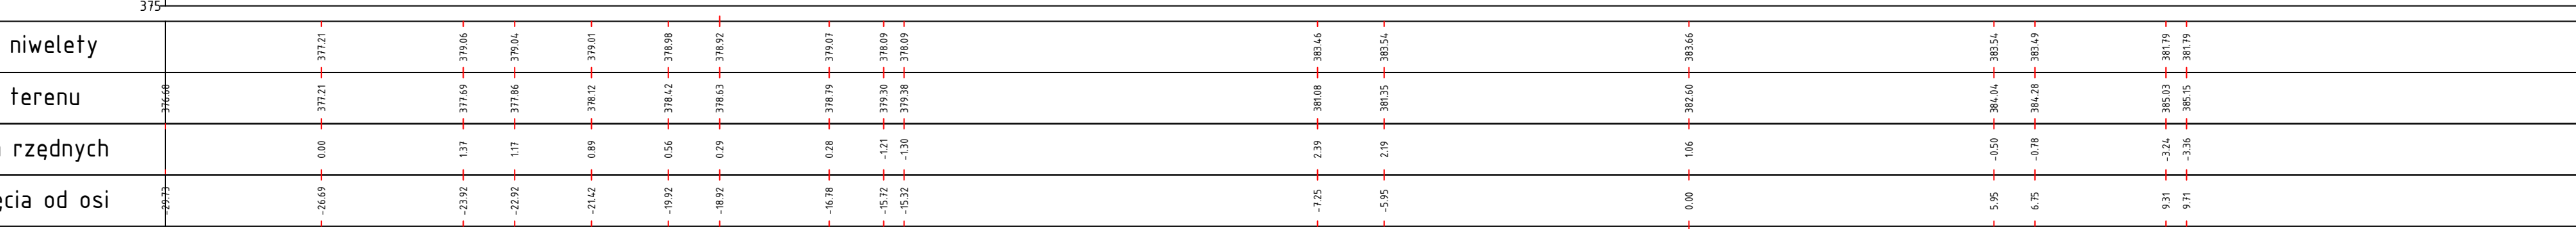 375
niwelety 377.21 379.06 379.04 379.01 378.98 378.92 379.07 378.09 378.09 383.46 383.54 383.66 383.54 383.49 381.79 381.79
terenu 376.60 377.21 377.69 377.86 378.12 378.42 378.63 378.79 379.30 379.38 381.08 381.35 382.60 384.04 384.28 385.03 385.15
rzędnych 0.00 1.37 1.17 0.89 0.56 0.29 0.28 -1.21 -1.30 2.39 2.19 1.06 -0.50 -0.78 -3.24 -3.36
ęcia od osi -29.73 -26.69 -23.92 -22.92 -21.42 -19.92 -18.92 -16.78 -15.72 -15.32 -7.25 -5.95 0.00 5.95 6.75 9.31 9.71